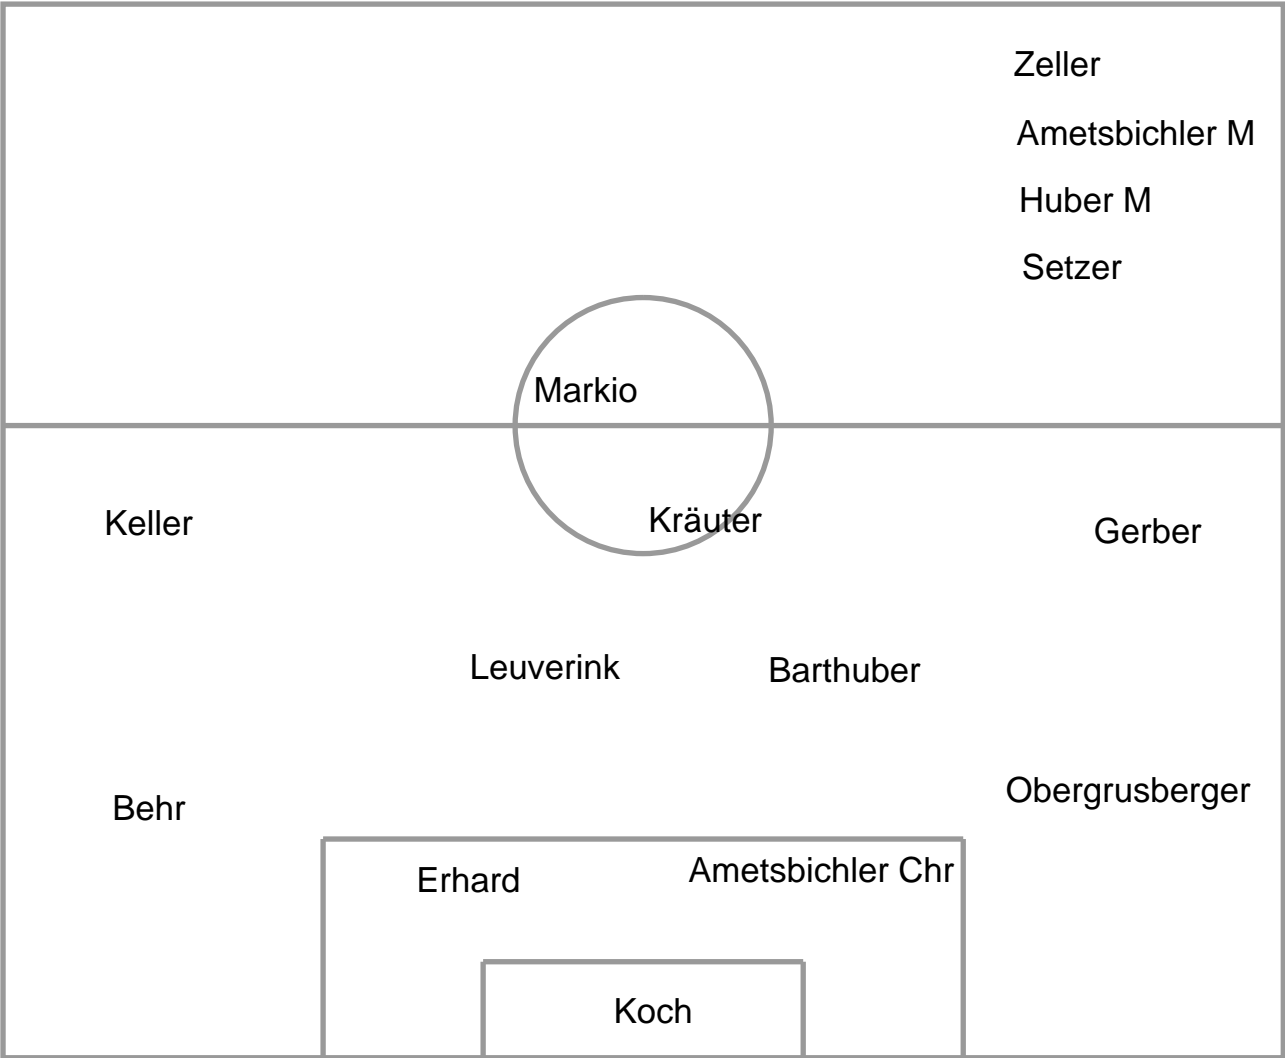 Zeller
Ametsbichler M
Huber M
Setzer
Markio
Keller
Kräuter
Gerber
Leuverink
Barthuber
Behr
Obergrusberger
Erhard
Ametsbichler Chr
Koch